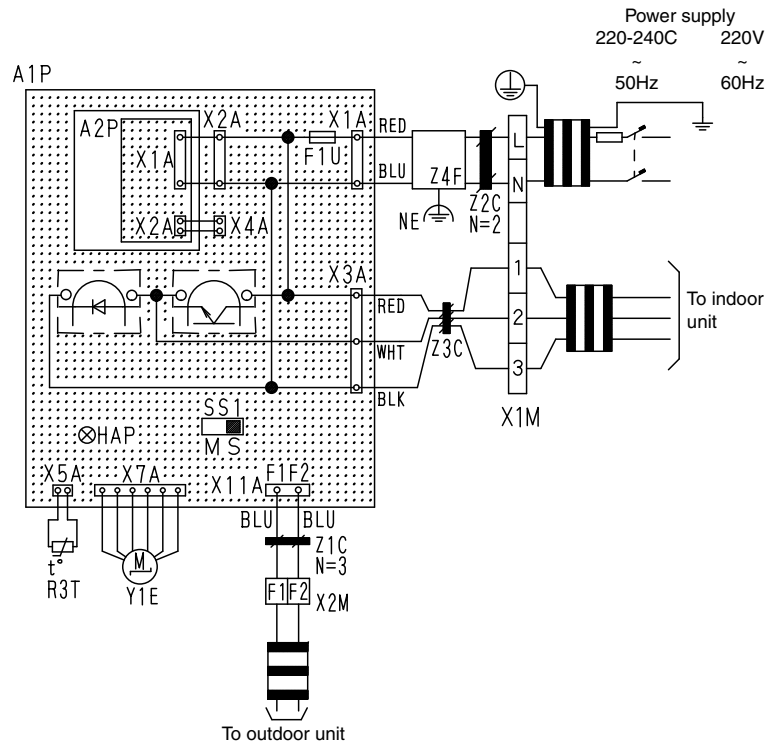 Power supply
220-240C 220V
~ ~
50Hz 60Hz
A1P
A2P X2A X1A RED
X1A F1U L
BLU Z4F N
Z2C
N=2
X2A X4A NE
X3A 1
RED
To indoor
unit
2
WHT Z3C
3
BLK
SS1 X1M
M S
HAP
X5A X7A X11A F1 F2
BLU BLU
Z1C
N=3
M
t°
R3T Y1E F1 F2 X2M
To outdoor unit